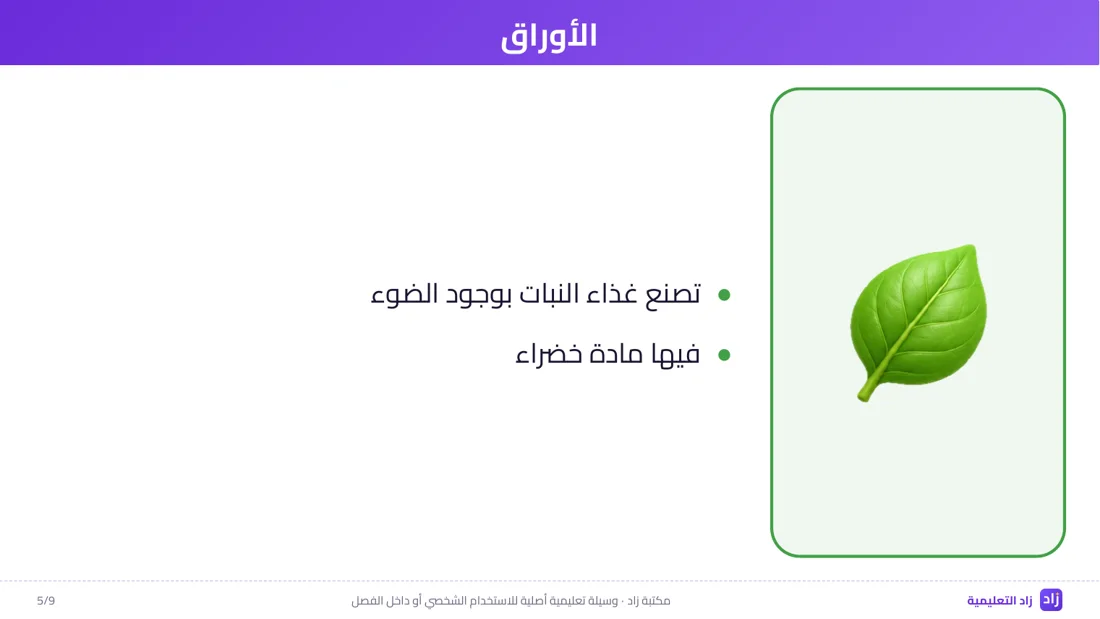 الأوراق
تصنع غذاء النبات بوجود الضوء
فيها مادة خضراء
زاد زاد التعليمية
مكتبة زاد · وسيلة تعليمية أصلية للاستخدام الشخصي أو داخل الفصل
5/9